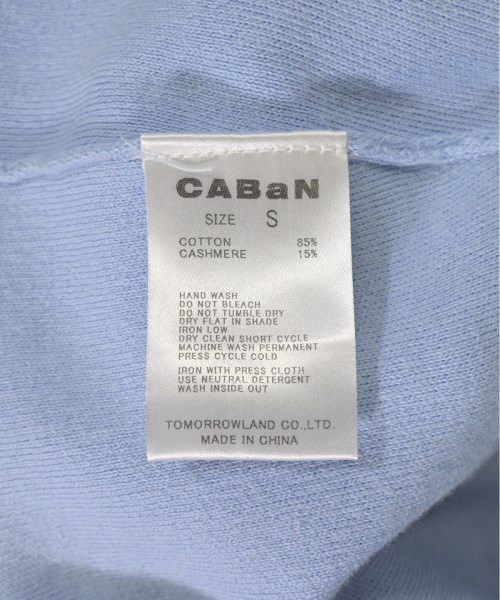 CABaN
SIZE S
COTTON 85%
CASHMERE 15%
HAND WASH
DO NOT BLEACH
DO NOT TUMBLE DRY
DRY FLAT IN SHADE
IRON LOW
DRY CLEAN SHORT CYCLE
MACHINE WASH PERMANENT
PRESS CYCLE COLD
IRON WITH PRESS CLOTH
USE NEUTRAL DETERGENT
WASH INSIDE OUT
TOMORROWLAND CO.,LTD.
MADE IN CHINA